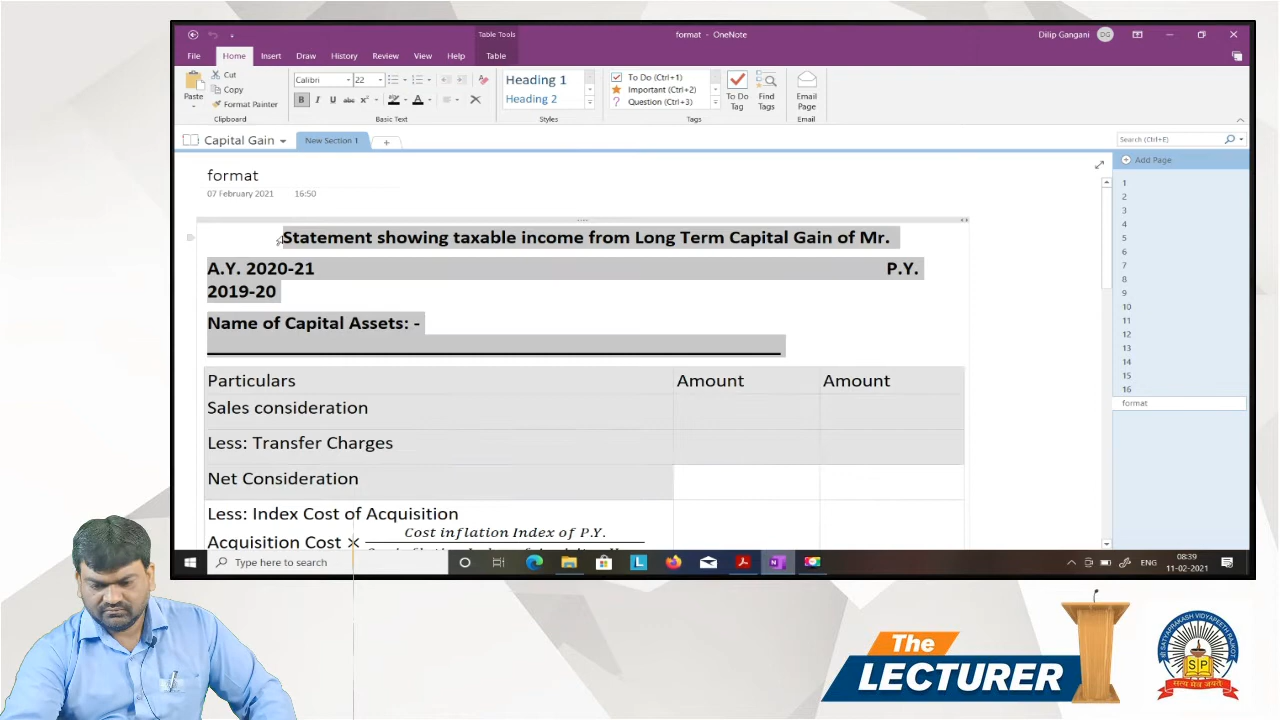 format - OneNote
Table Tools
Dilip Gangani
DG
File
Home
Insert
Draw
History
Review
View
Help
Table
Paste
Cut
Copy
Format Painter
Clipboard
Calibri
22
B I U abc x²
A
Basic Text
Heading 1
Heading 2
Styles
To Do (Ctrl+1)
Important (Ctrl+2)
Question (Ctrl+3)
Tags
To Do
Tag
Find
Tags
Email
Page
Email
Capital Gain
New Section 1
Search (Ctrl+E)
Add Page
1
2
3
4
5
6
7
8
9
10
11
12
13
14
15
16
format
format
07 February 2021
16:50
Statement showing taxable income from Long Term Capital Gain of Mr.
A.Y. 2020-21 P.Y.
2019-20
Name of Capital Assets: -
Particulars Amount Amount
Sales consideration
Less: Transfer Charges
Net Consideration
Less: Index Cost of Acquisition
Cost inflation Index of P.Y.
Acquisition Cost ×
Type here to search
ENG
08:39
11-02-2021
The
LECTURER
SP
सत्य मेव जयते